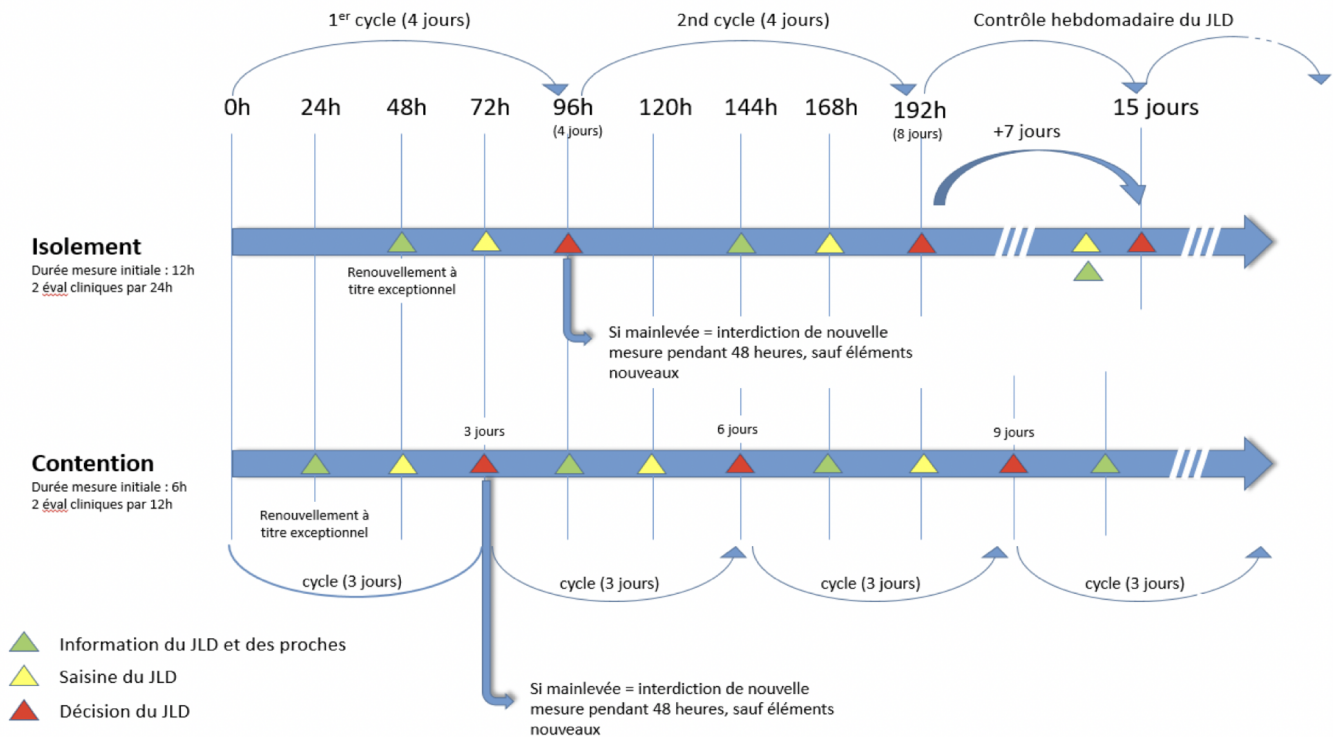 1er cycle (4 jours)
2nd cycle (4 jours)
Contrôle hebdomadaire du JLD
0h
24h
48h
72h
96h
(4 jours)
120h
144h
168h
192h
(8 jours)
15 jours
+7 jours
Isolement
Durée mesure initiale : 12h
2 éval cliniques par 24h
Renouvellement à
titre exceptionnel
Si mainlevée = interdiction de nouvelle
mesure pendant 48 heures, sauf éléments
nouveaux
3 jours
6 jours
9 jours
Contention
Durée mesure initiale : 6h
2 éval cliniques par 12h
Renouvellement à
titre exceptionnel
cycle (3 jours)
cycle (3 jours)
cycle (3 jours)
cycle (3 jours)
Information du JLD et des proches
Saisine du JLD
Décision du JLD
Si mainlevée = interdiction de nouvelle
mesure pendant 48 heures, sauf éléments
nouveaux